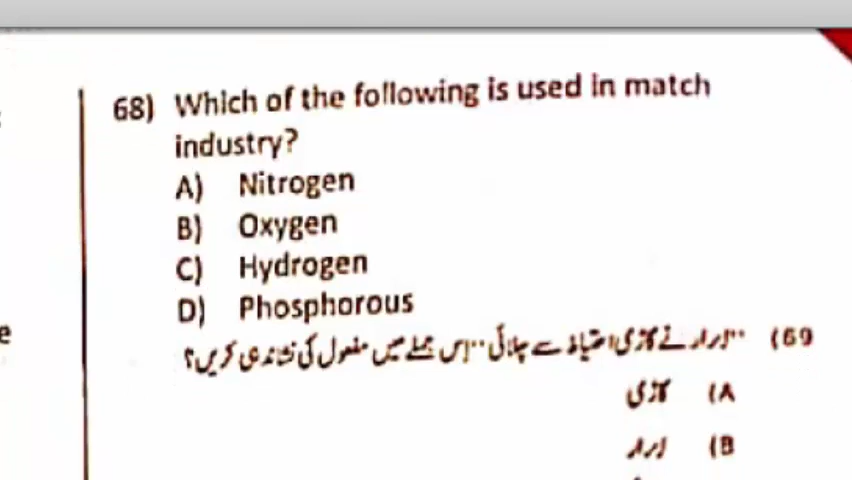 68) Which of the following is used in match
industry?
A) Nitrogen
B) Oxygen
C) Hydrogen
D) Phosphorous
69) "ابرار نے گاڑی احتیاط سے چلائی" اس جملے میں مفعول کی نشاندہی کریں؟
A) گاڑی
B) ابرار